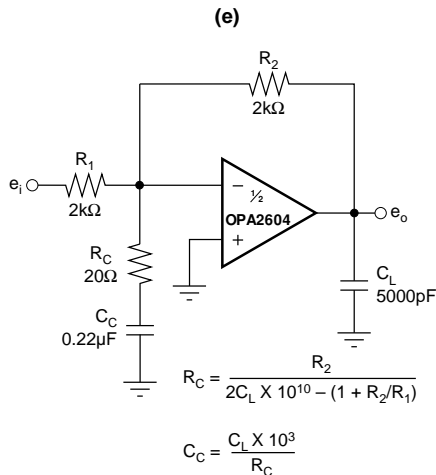 (e)
R2
2kΩ
R1
ei
2kΩ
− ½
OPA2604
+
eo
RC
20Ω
CL
5000pF
CC
0.22µF
RC = R2 / 2CL X 10^10 – (1 + R2/R1)
CC = CL X 10^3 / RC